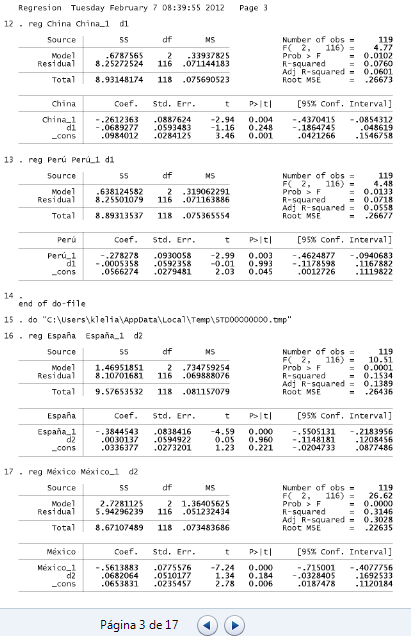 Regresion Tuesday February 7 08:39:55 2012 Page 3
12 . reg China China_1 d1
Source SS df MS Number of obs = 119
F( 2, 116) = 4.77
Model .6787565 2 .33937825 Prob > F = 0.0102
Residual 8.25272524 116 .071144183 R-squared = 0.0760
Adj R-squared = 0.0601
Total 8.93148174 118 .075690523 Root MSE = .26673
China Coef. Std. Err. t P>|t| [95% Conf. Interval]
China_1 -.2612363 .0887624 -2.94 0.004 -.4370415 -.0854312
d1 -.0689277 .0593483 -1.16 0.248 -.1864745 .048619
_cons .0984012 .0284125 3.46 0.001 .0421266 .1546758
13 . reg Perú Perú_1 d1
Source SS df MS Number of obs = 119
F( 2, 116) = 4.48
Model .638124582 2 .319062291 Prob > F = 0.0133
Residual 8.25501079 116 .071163886 R-squared = 0.0718
Adj R-squared = 0.0558
Total 8.89313537 118 .075365554 Root MSE = .26677
Perú Coef. Std. Err. t P>|t| [95% Conf. Interval]
Perú_1 -.278278 .0930058 -2.99 0.003 -.4624877 -.0940683
d1 -.0005358 .0592358 -0.01 0.993 -.1178598 .1167882
_cons .0566274 .0279481 2.03 0.045 .0012726 .1119822
14 .
end of do-file
15 . do "C:\Users\klelia\AppData\Local\Temp\STD00000000.tmp"
16 . reg España España_1 d2
Source SS df MS Number of obs = 119
F( 2, 116) = 10.51
Model 1.46951851 2 .734759254 Prob > F = 0.0001
Residual 8.10701681 116 .069888076 R-squared = 0.1534
Adj R-squared = 0.1389
Total 9.57653532 118 .081157079 Root MSE = .26436
España Coef. Std. Err. t P>|t| [95% Conf. Interval]
España_1 -.3844543 .0838416 -4.59 0.000 -.5505131 -.2183956
d2 .0030137 .0594922 0.05 0.960 -.1148181 .1208456
_cons .0336377 .0273201 1.23 0.221 -.0204733 .0877486
17 . reg México México_1 d2
Source SS df MS Number of obs = 119
F( 2, 116) = 26.62
Model 2.7281125 2 1.36405625 Prob > F = 0.0000
Residual 5.94296239 116 .051232434 R-squared = 0.3146
Adj R-squared = 0.3028
Total 8.67107489 118 .073483686 Root MSE = .22635
México Coef. Std. Err. t P>|t| [95% Conf. Interval]
México_1 -.5613883 .0775576 -7.24 0.000 -.715001 -.4077756
d2 .0682064 .0510177 1.34 0.184 -.0328405 .1692533
_cons .0653831 .0235457 2.78 0.006 .0187478 .1120184
Página 3 de 17